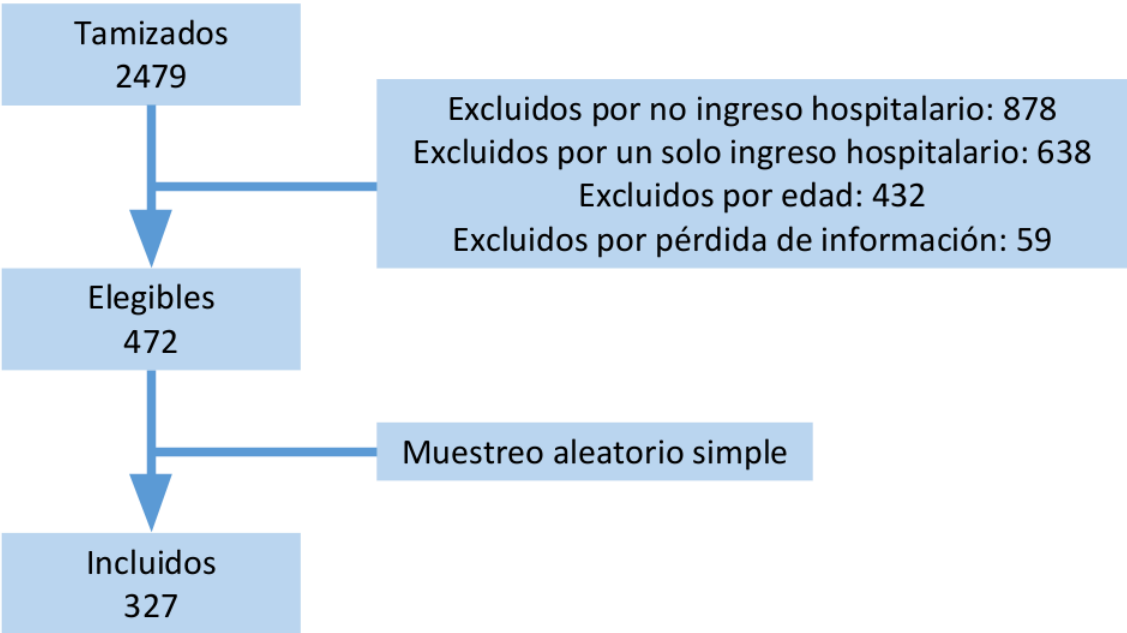 Tamizados
2479
Excluidos por no ingreso hospitalario: 878
Excluidos por un solo ingreso hospitalario: 638
Excluidos por edad: 432
Excluidos por pérdida de información: 59
Elegibles
472
Muestreo aleatorio simple
Incluidos
327